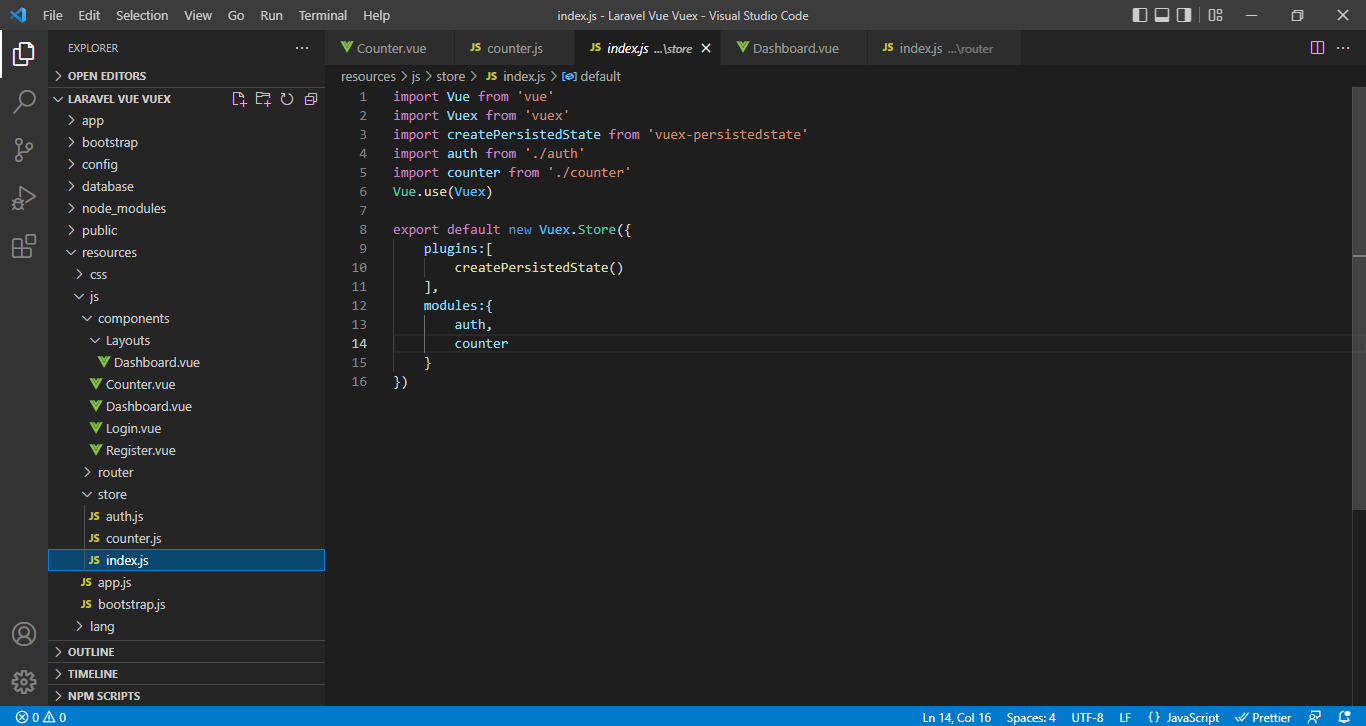 File Edit Selection View Go Run Terminal Help index.js - Laravel Vue Vuex - Visual Studio Code
EXPLORER
OPEN EDITORS
LARAVEL VUE VUEX
app
bootstrap
config
database
node_modules
public
resources
css
js
components
Layouts
Dashboard.vue
Counter.vue
Dashboard.vue
Login.vue
Register.vue
router
store
JS auth.js
JS counter.js
JS index.js
JS app.js
JS bootstrap.js
lang
OUTLINE
TIMELINE
NPM SCRIPTS
Counter.vue JS counter.js JS index.js ...\store Dashboard.vue JS index.js ...\router
resources > js > store > JS index.js > default
1 import Vue from 'vue'
2 import Vuex from 'vuex'
3 import createPersistedState from 'vuex-persistedstate'
4 import auth from './auth'
5 import counter from './counter'
6 Vue.use(Vuex)
7
8 export default new Vuex.Store({
9 plugins:[
10 createPersistedState()
11 ],
12 modules:{
13 auth,
14 counter
15 }
16 })
0 0 Ln 14, Col 16 Spaces: 4 UTF-8 LF {} JavaScript Prettier